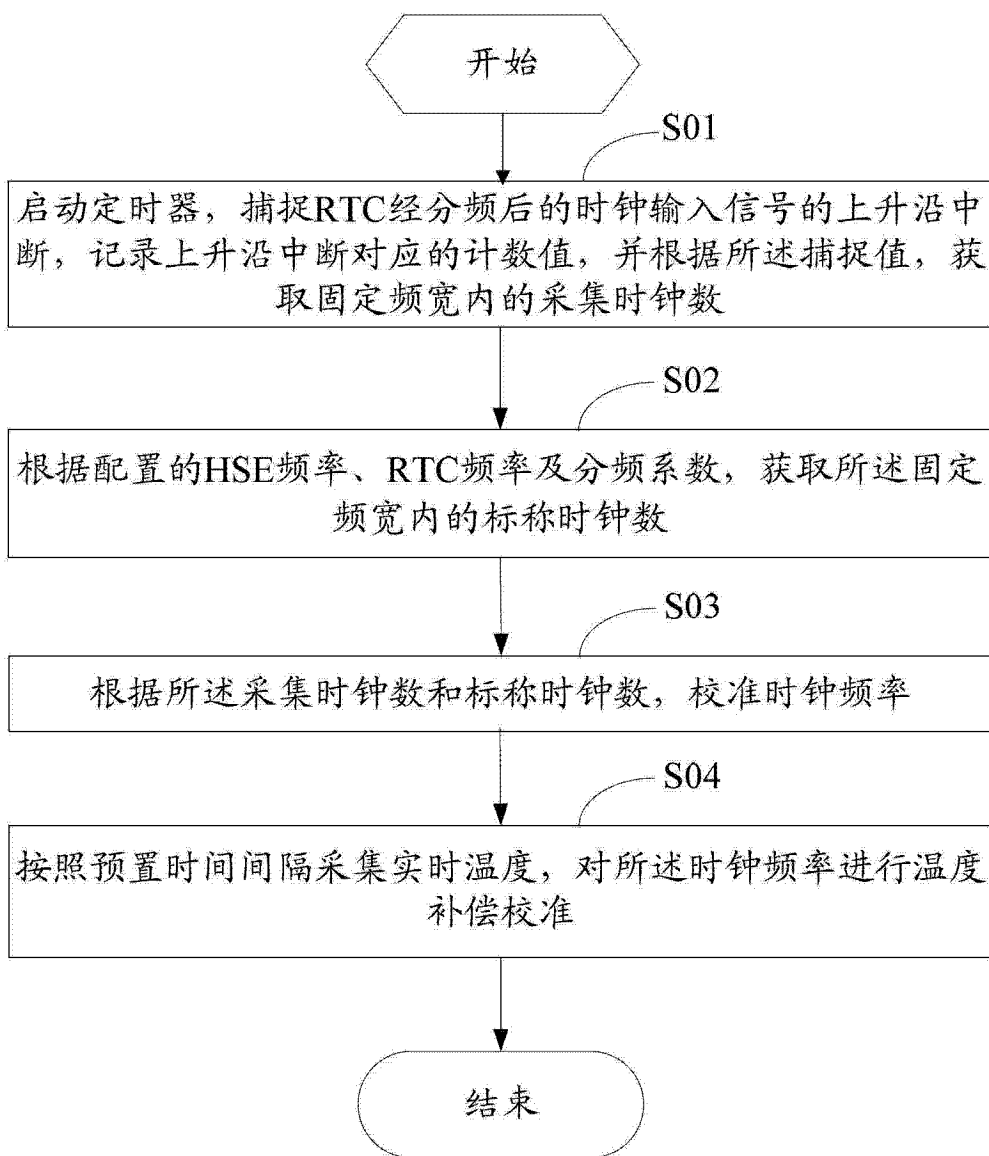 开始
S01
启动定时器，捕捉RTC经分频后的时钟输入信号的上升沿中
断，记录上升沿中断对应的计数值，并根据所述捕捉值，获
取固定频宽内的采集时钟数
S02
根据配置的HSE频率、RTC频率及分频系数，获取所述固定
频宽内的标称时钟数
S03
根据所述采集时钟数和标称时钟数，校准时钟频率
S04
按照预置时间间隔采集实时温度，对所述时钟频率进行温度
补偿校准
结束